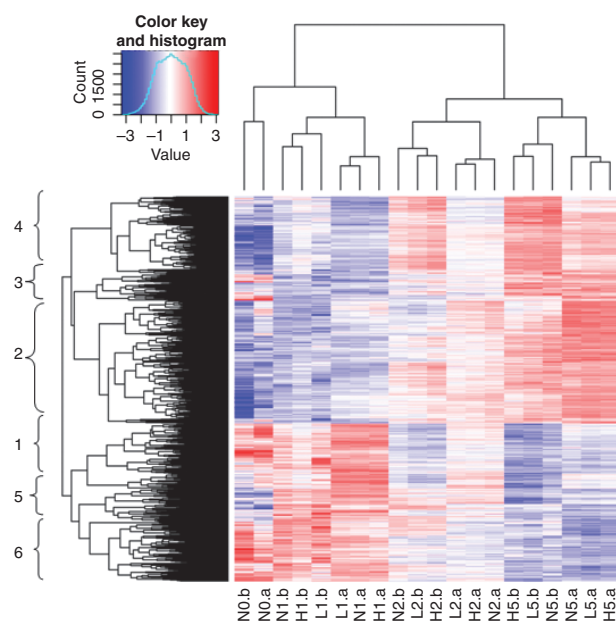 Color key
and histogram
Count
0 1500
−3 −1 1 3
Value
4
3
2
1
5
6
N0.b N0.a N1.b H1.b L1.b L1.a N1.a H1.a N2.b L2.b H2.b L2.a H2.a N2.a H5.b L5.b N5.b N5.a L5.a H5.a